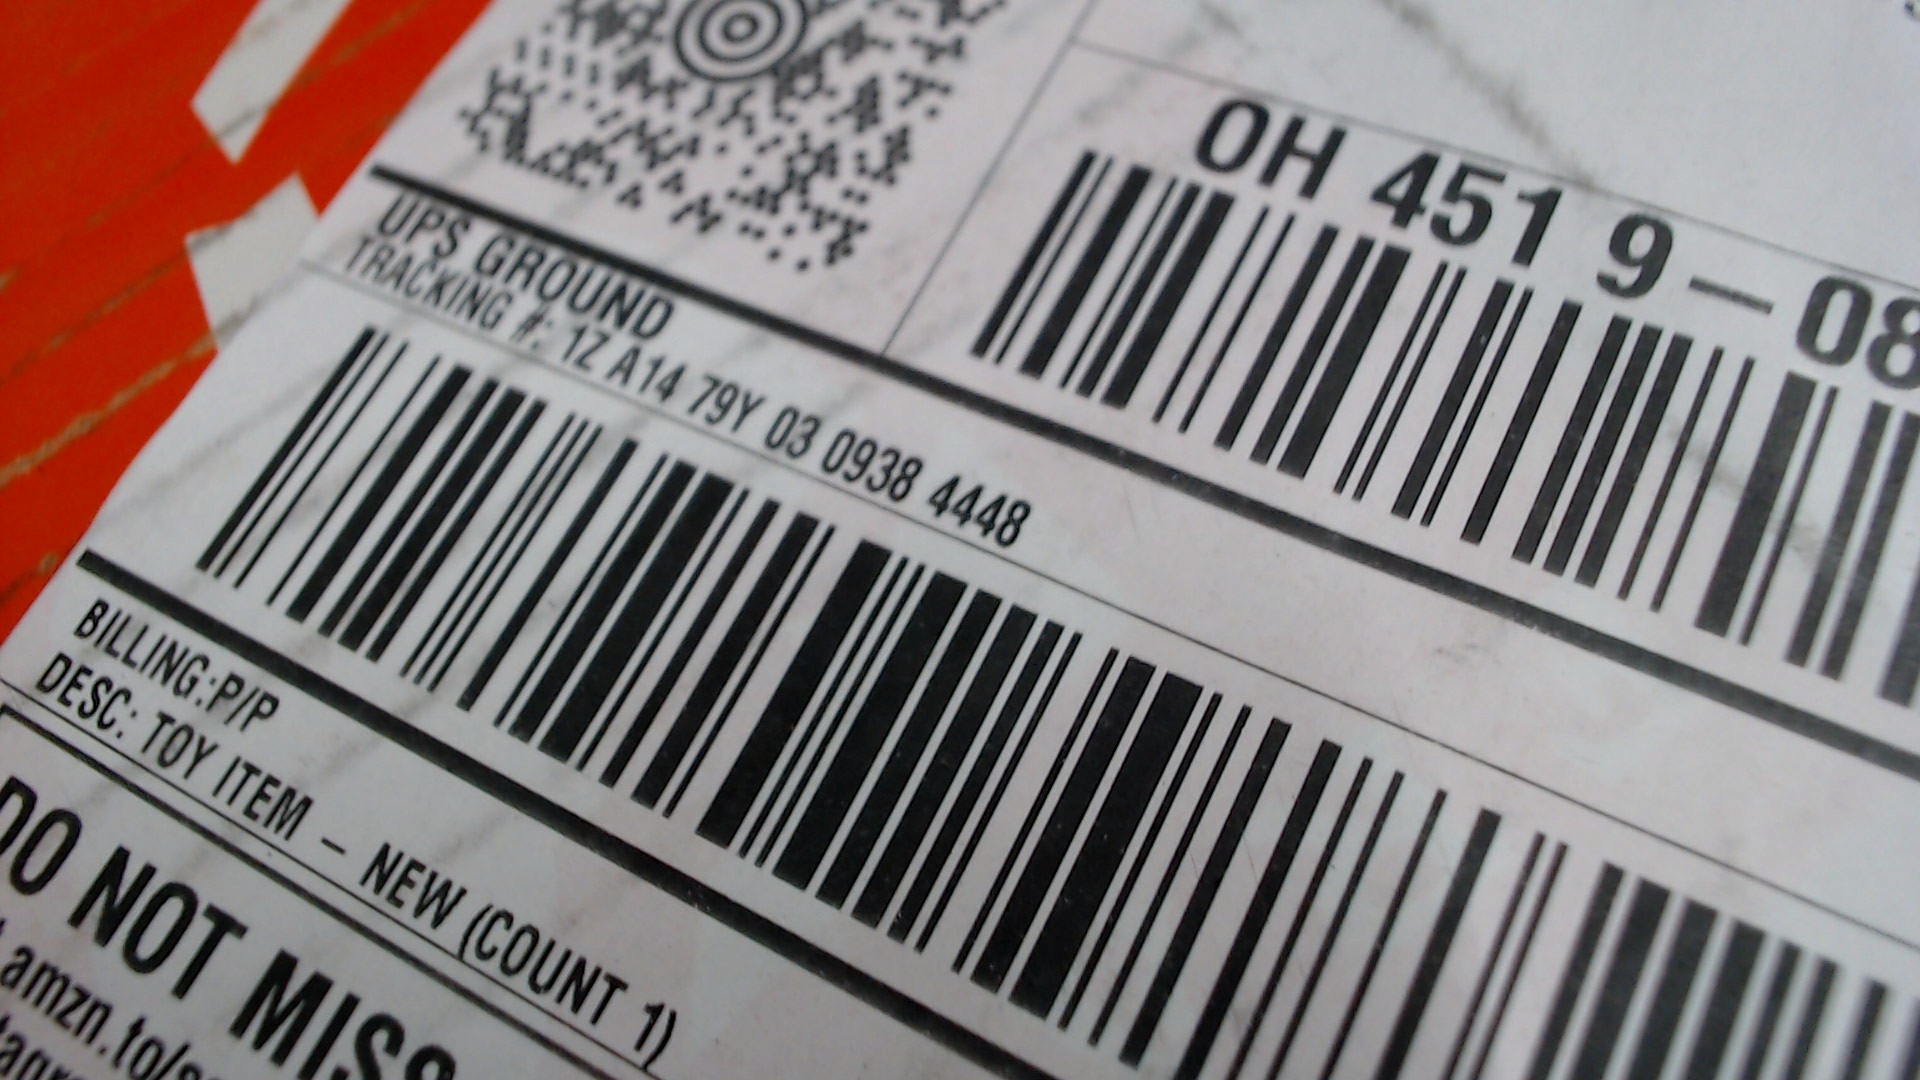 OH 451 9-08
UPS GROUND
TRACKING #: 1Z A14 79Y 03 0938 4448
BILLING:P/P
DESC: TOY ITEM - NEW (COUNT 1)
DO NOT MISS
amzn.to/